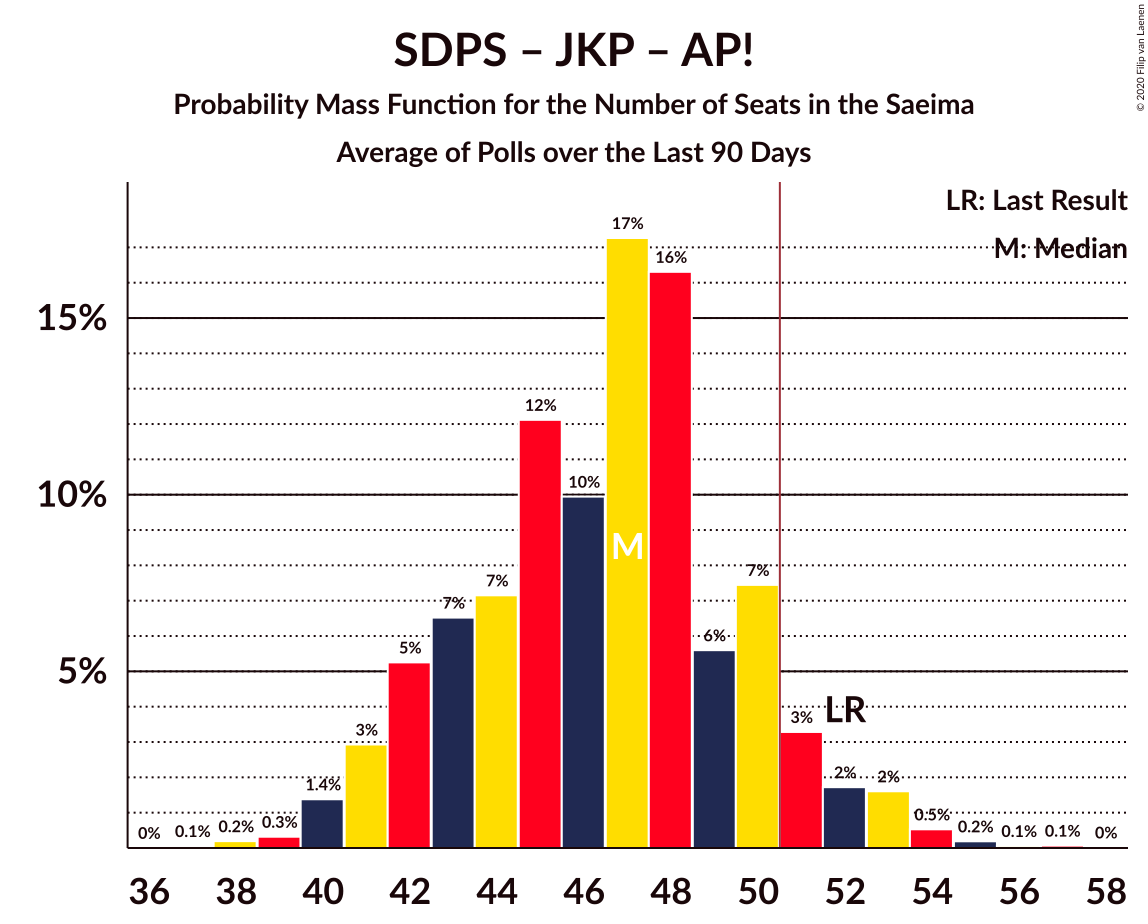 SDPS – JKP – AP!
Probability Mass Function for the Number of Seats in the Saeima
Average of Polls over the Last 90 Days
© 2020 Filip van Laenen
LR: Last Result
M: Median
15%
10%
5%
0%
0.1%
0.2%
0.3%
1.4%
3%
5%
7%
7%
12%
10%
17%
16%
6%
7%
3%
2%
2%
0.5%
0.2%
0.1%
0.1%
0%
M
LR
36 38 40 42 44 46 48 50 52 54 56 58